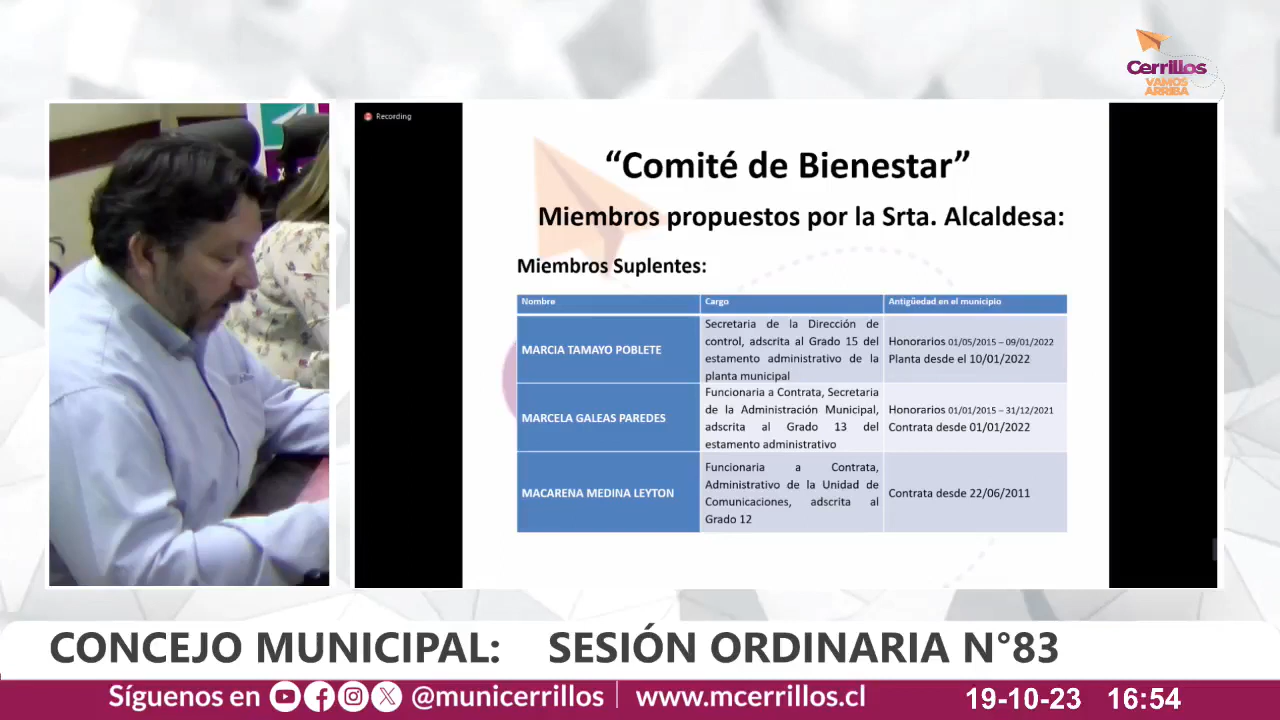 Cerrillos
VAMOS
ARRIBA
Recording
“Comité de Bienestar”
Miembros propuestos por la Srta. Alcaldesa:
Miembros Suplentes:
Nombre
Cargo
Antigüedad en el municipio
MARCIA TAMAYO POBLETE
Secretaria de la Dirección de
control, adscrita al Grado 15 del
estamento administrativo de la
planta municipal
Honorarios 01/05/2015 – 09/01/2022
Planta desde el 10/01/2022
MARCELA GALEAS PAREDES
Funcionaria a Contrata, Secretaria
de la Administración Municipal,
adscrita al Grado 13 del
estamento administrativo
Honorarios 01/01/2015 – 31/12/2021
Contrata desde 01/01/2022
MACARENA MEDINA LEYTON
Funcionaria a Contrata,
Administrativo de la Unidad de
Comunicaciones, adscrita al
Grado 12
Contrata desde 22/06/2011
CONCEJO MUNICIPAL: SESIÓN ORDINARIA N°83
Síguenos en @municerrillos www.mcerrillos.cl 19-10-23 16:54